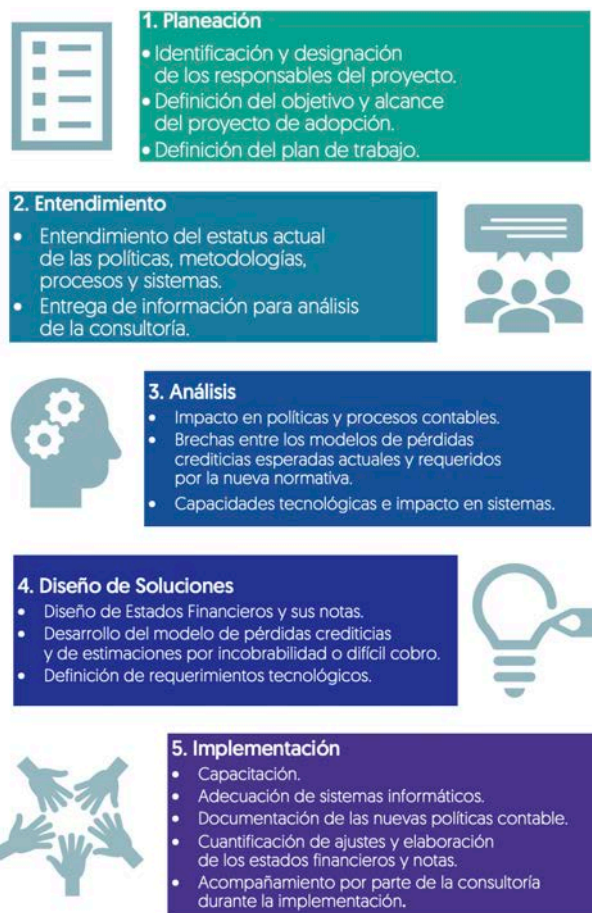 1. Planeación
• Identificación y designación
de los responsables del proyecto.
• Definición del objetivo y alcance
del proyecto de adopción.
• Definición del plan de trabajo.
2. Entendimiento
• Entendimiento del estatus actual
de las políticas, metodologías,
procesos y sistemas.
• Entrega de información para análisis
de la consultoría.
3. Análisis
• Impacto en políticas y procesos contables.
• Brechas entre los modelos de pérdidas
crediticias esperadas actuales y requeridos
por la nueva normativa.
• Capacidades tecnológicas e impacto en sistemas.
4. Diseño de Soluciones
• Diseño de Estados Financieros y sus notas.
• Desarrollo del modelo de pérdidas crediticias
y de estimaciones por incobrabilidad o difícil cobro.
• Definición de requerimientos tecnológicos.
5. Implementación
• Capacitación.
• Adecuación de sistemas informáticos.
• Documentación de las nuevas políticas contable.
• Cuantificación de ajustes y elaboración
de los estados financieros y notas.
• Acompañamiento por parte de la consultoría
durante la implementación.